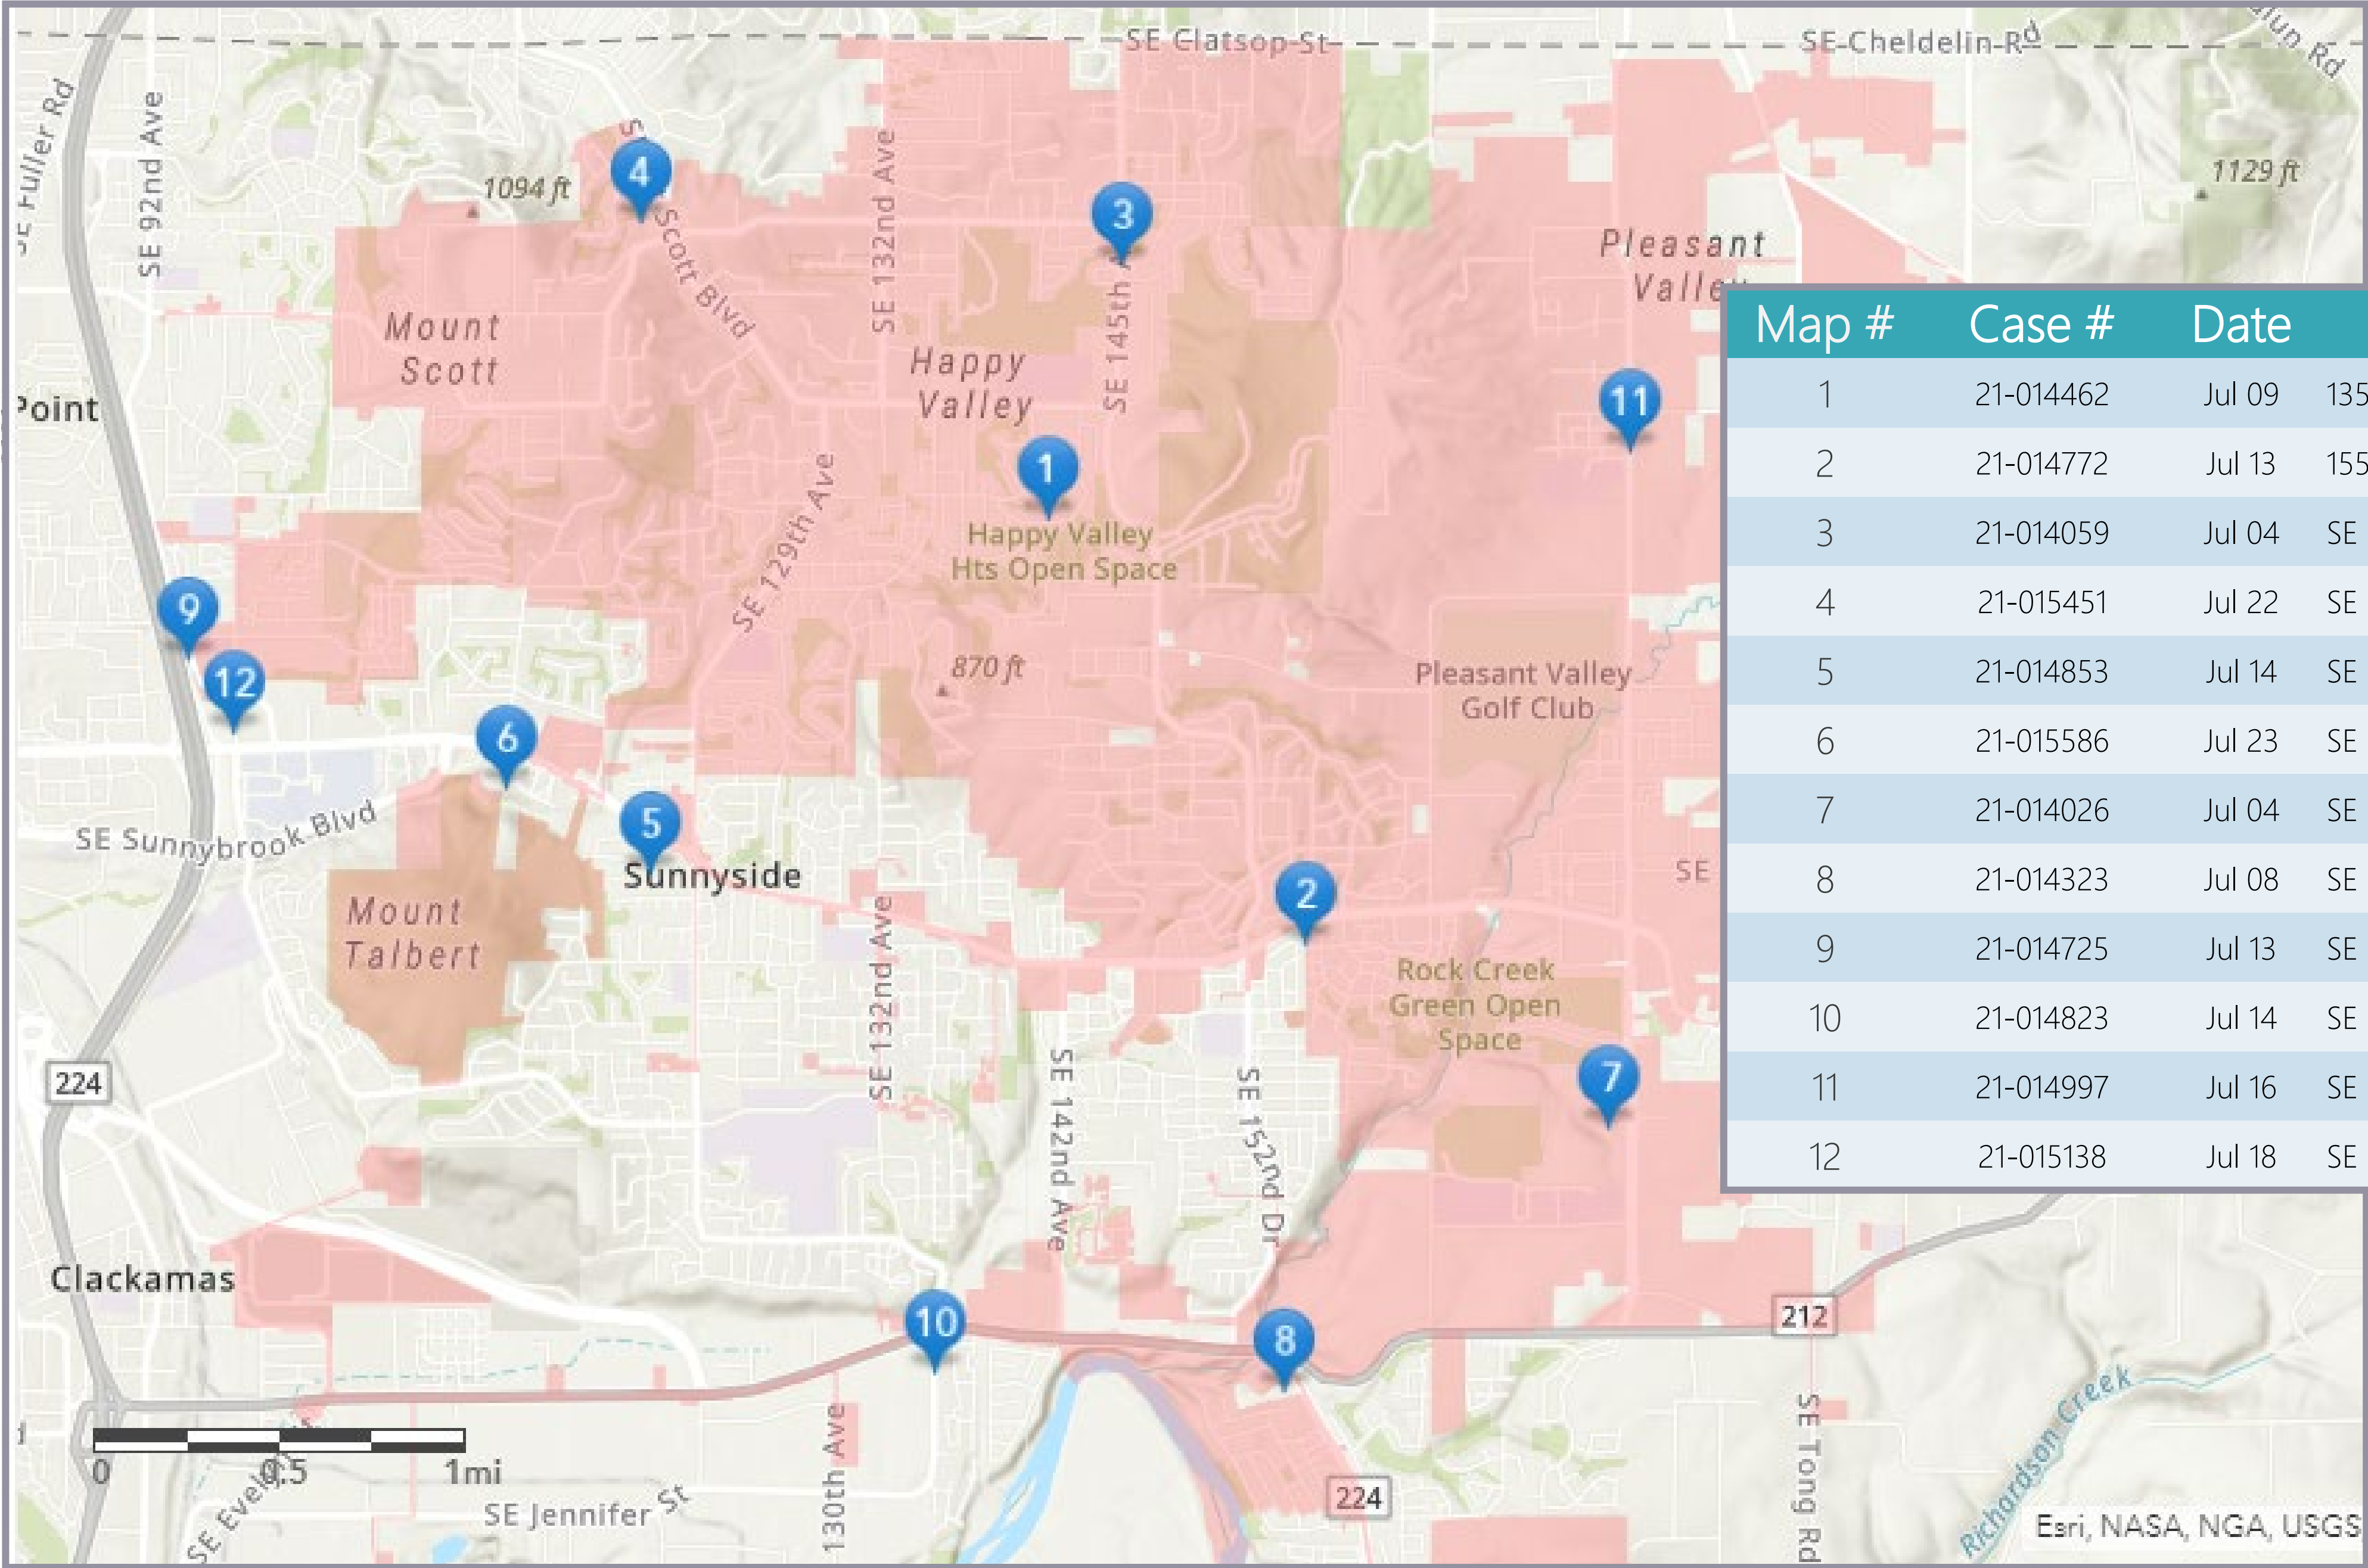 SE Clatsop St
SE Cheldelin Rd
Rd
SE Fuller Rd
SE 92nd Ave
1094 ft
4
Scott Blvd
SE 132nd Ave
3
SE 145th
1129 ft
Pleasant
Valley
Mount
Scott
Happy
Valley
Point
11
1
Happy Valley
Hts Open Space
SE 129th Ave
9
12
870 ft
Pleasant Valley
Golf Club
6
5
Sunnyside
SE Sunnybrook Blvd
SE
2
Mount
Talbert
SE 132nd Ave
Rock Creek
Green Open
Space
7
SE 142nd Ave
SE 152nd Dr
224
Clackamas
10
8
212
0 0.5 1mi
SE Jennifer St
130th Ave
224
SE Tong Rd
Richardson Creek
Esri, NASA, NGA, USGS
Map # Case # Date
1 21-014462 Jul 09 135
2 21-014772 Jul 13 155
3 21-014059 Jul 04 SE
4 21-015451 Jul 22 SE
5 21-014853 Jul 14 SE
6 21-015586 Jul 23 SE
7 21-014026 Jul 04 SE
8 21-014323 Jul 08 SE
9 21-014725 Jul 13 SE
10 21-014823 Jul 14 SE
11 21-014997 Jul 16 SE
12 21-015138 Jul 18 SE